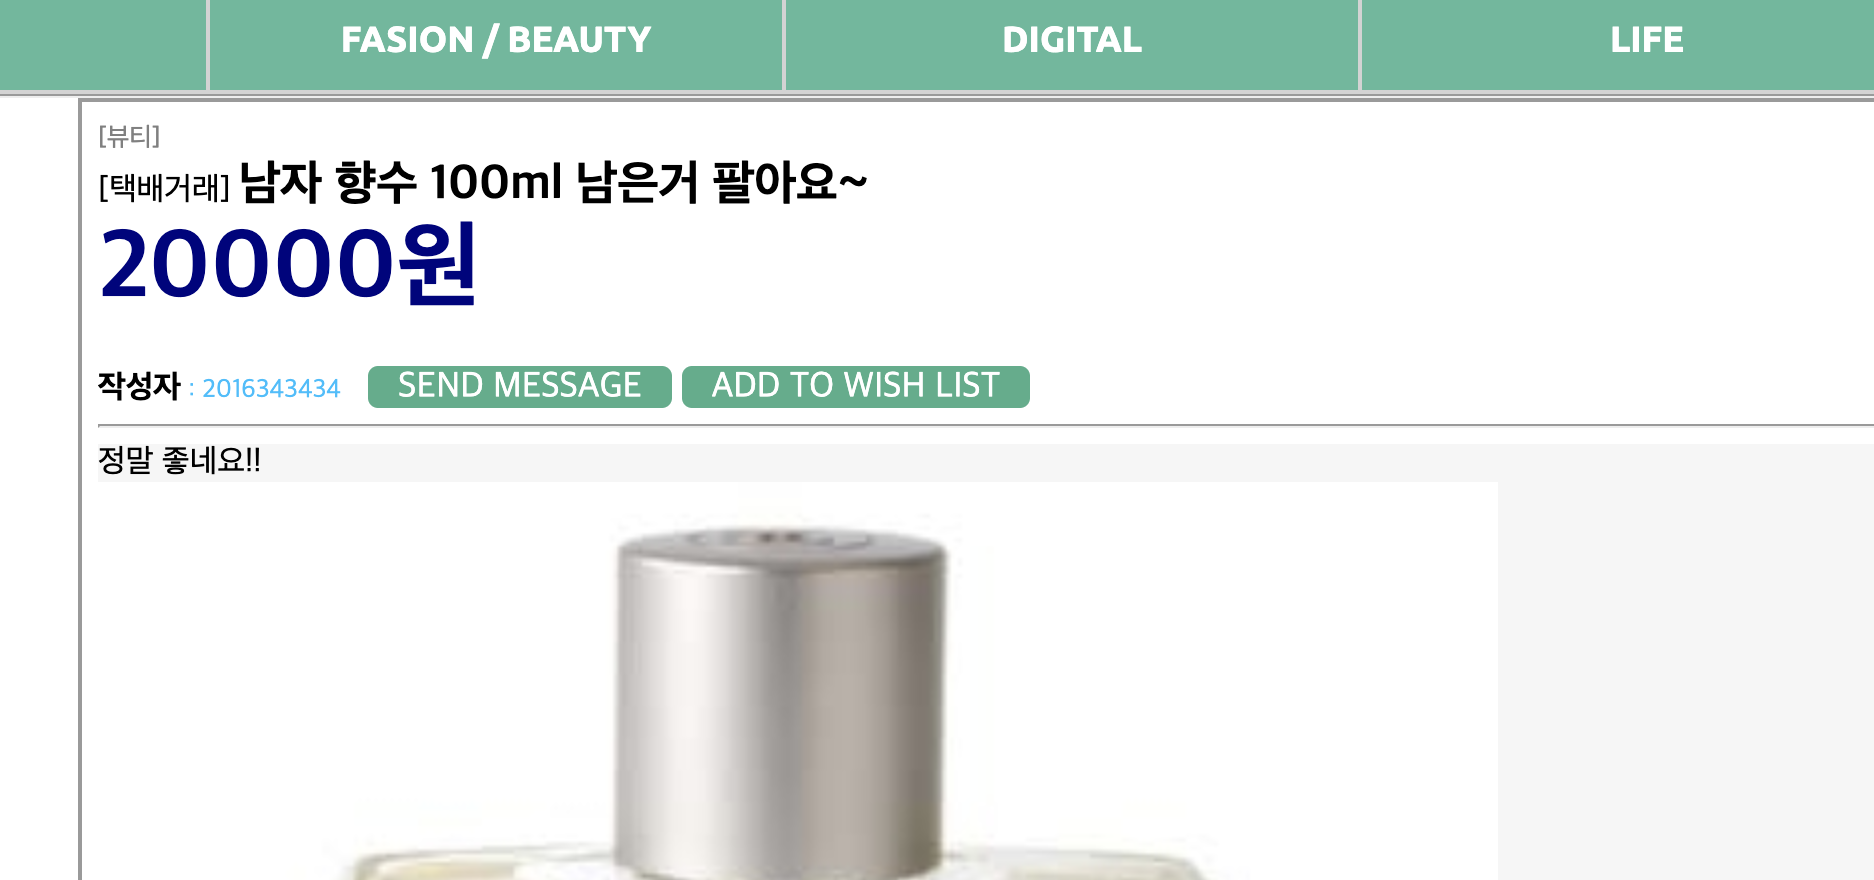 FASION / BEAUTY DIGITAL LIFE
[뷰티]
[택배거래] 남자 향수 100ml 남은거 팔아요~
20000원
작성자 : 2016343434 SEND MESSAGE ADD TO WISH LIST
정말 좋네요!!